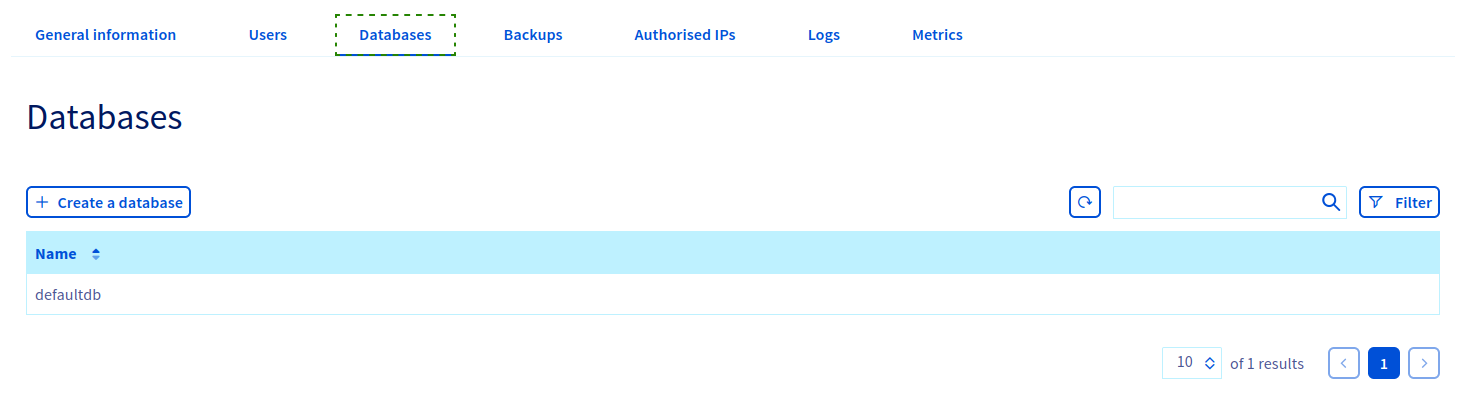 General information Users Databases Backups Authorised IPs Logs Metrics
Databases
Create a database Filter
Name
defaultdb
10 of 1 results 1